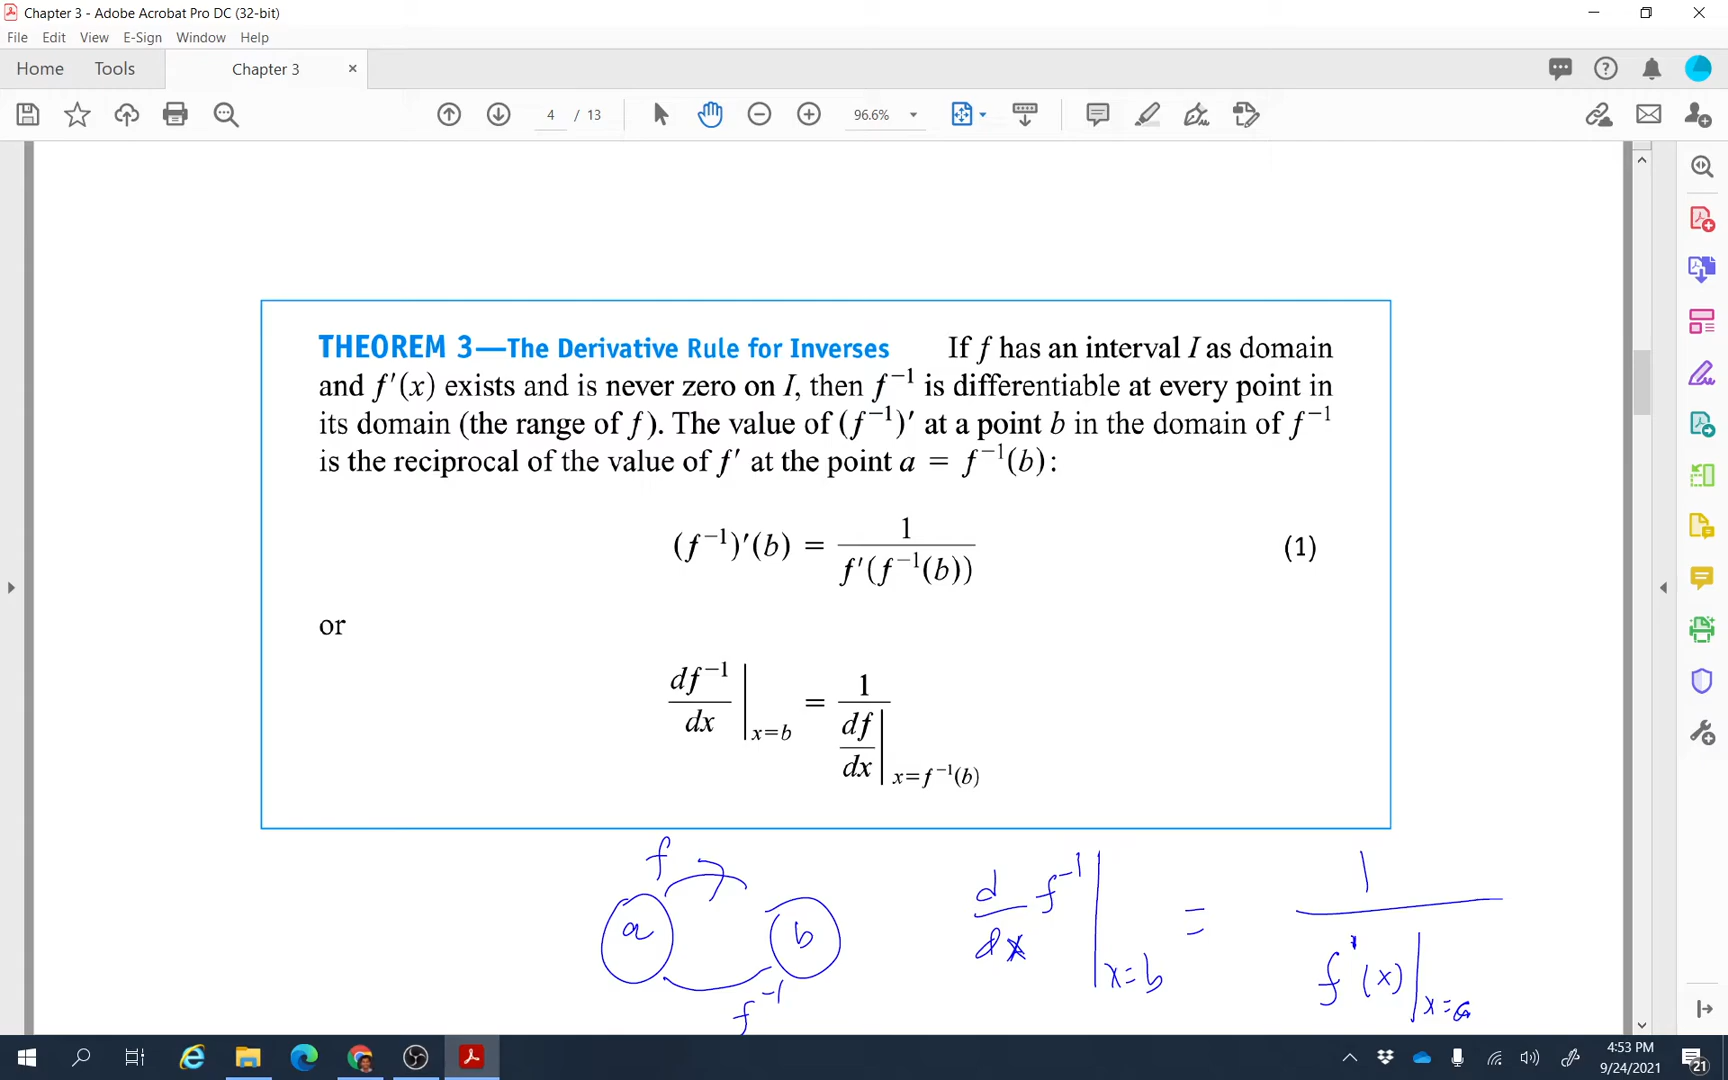 Chapter 3 - Adobe Acrobat Pro DC (32-bit)
File Edit View E-Sign Window Help
Home Tools Chapter 3 ×
4 / 13 96.6%
THEOREM 3—The Derivative Rule for Inverses If f has an interval I as domain
and f′(x) exists and is never zero on I, then f⁻¹ is differentiable at every point in
its domain (the range of f). The value of (f⁻¹)′ at a point b in the domain of f⁻¹
is the reciprocal of the value of f′ at the point a = f⁻¹(b):
(f⁻¹)′(b) = 1 / f′(f⁻¹(b)) (1)
or
df⁻¹/dx |x=b = 1 / (df/dx |x=f⁻¹(b))
f
a b
f⁻¹
d/dx f⁻¹ |x=b = 1 / (f′(x) |x=a)
4:53 PM
9/24/2021
21